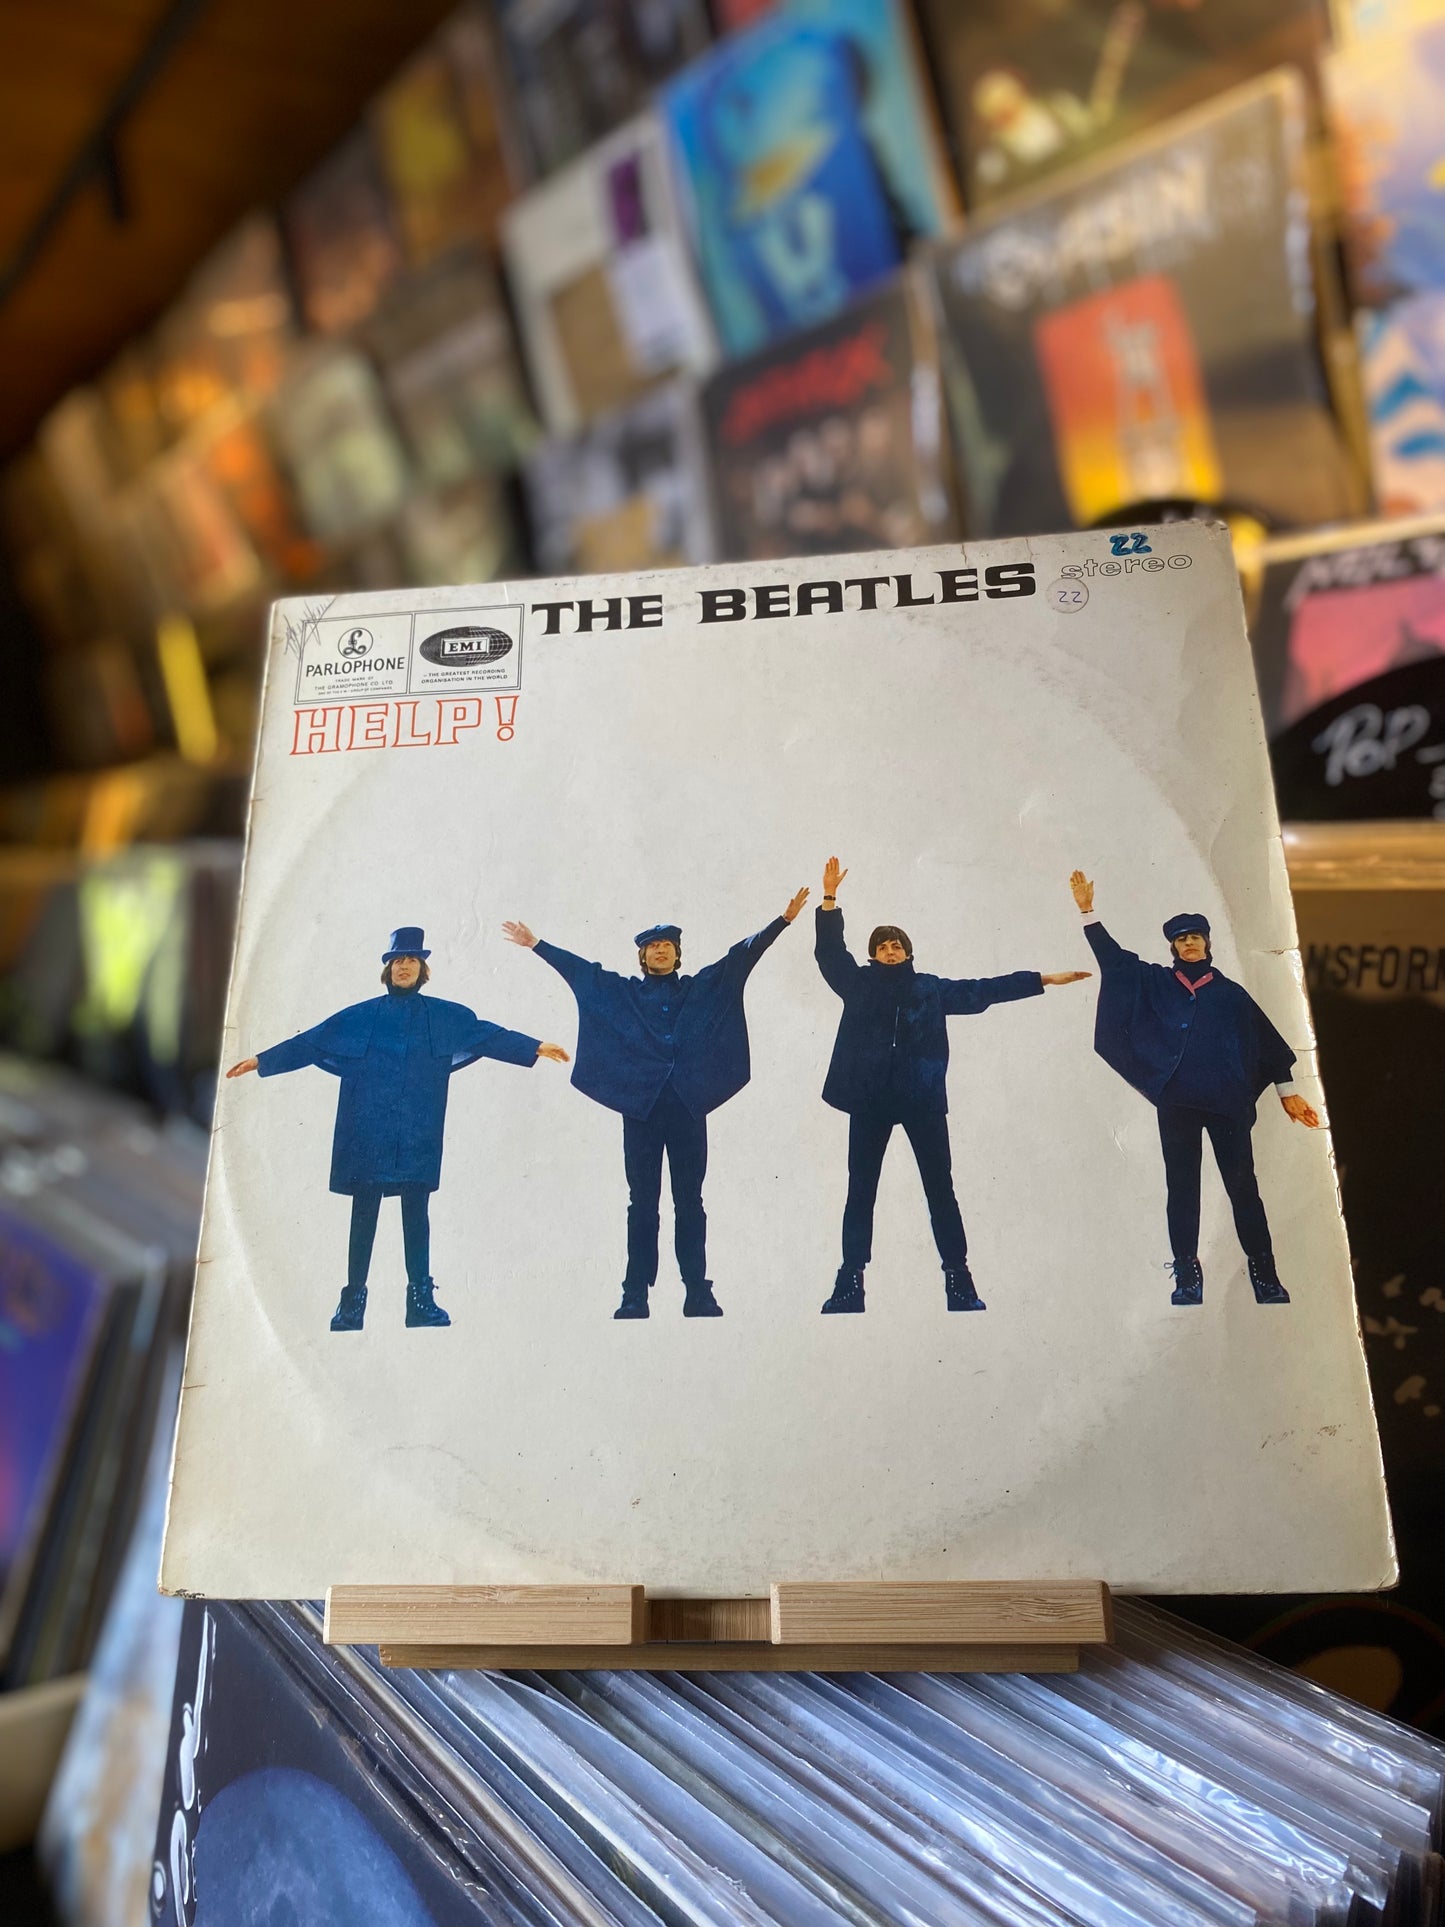 THE BEATLES
stereo
22
22
£
PARLOPHONE
TRADE MARK OF
THE GRAMOPHONE CO. LTD.
EMI
THE GREATEST RECORDING
ORGANISATION IN THE WORLD
HELP!
POP